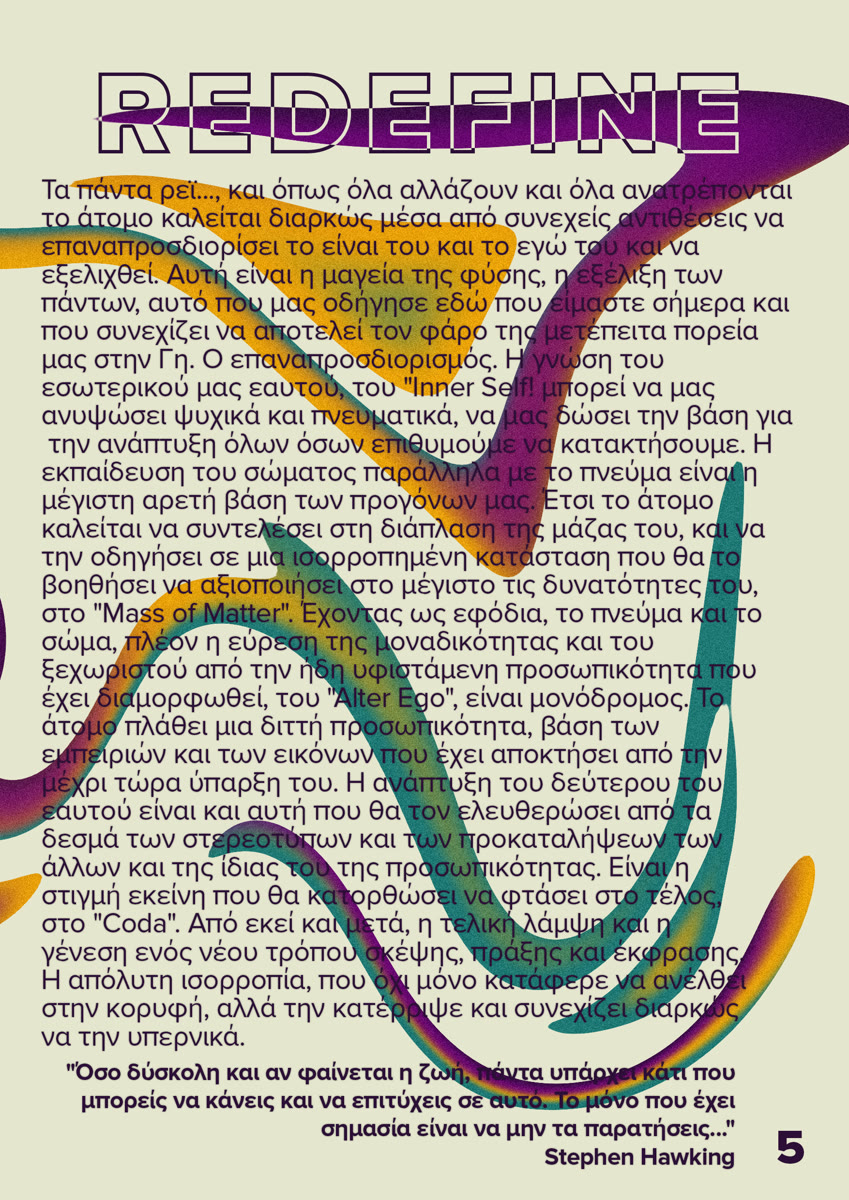 REDEFINE
Τα πάντα ρεϊ..., και όπως όλα αλλάζουν και όλα ανατρέπονται
το άτομο καλείται διαρκώς μέσα από συνεχείς αντιθέσεις να
επαναπροσδιορίσει το είναι του και το εγώ του και να
εξελιχθεί. Αυτή είναι η μαγεία της φύσης, η εξέλιξη των
πάντων, αυτό που μας οδήγησε εδώ που είμαστε σήμερα και
που συνεχίζει να αποτελεί τον φάρο της μετέπειτα πορεία
μας στην Γη. Ο επαναπροσδιορισμός. Η γνώση του
εσωτερικού μας εαυτού, του "Inner Self! μπορεί να μας
ανυψώσει ψυχικά και πνευματικά, να μας δώσει την βάση για
την ανάπτυξη όλων όσων επιθυμούμε να κατακτήσουμε. Η
εκπαίδευση του σώματος παράλληλα με το πνεύμα είναι η
μέγιστη αρετή βάση των προγόνων μας. Έτσι το άτομο
καλείται να συντελέσει στη διάπλαση της μάζας του, και να
την οδηγήσει σε μια ισορροπημένη κατάσταση που θα το
βοηθήσει να αξιοποιήσει στο μέγιστο τις δυνατότητες του,
στο "Mass of Matter". Έχοντας ως εφόδια, το πνεύμα και το
σώμα, πλέον η εύρεση της μοναδικότητας και του
ξεχωριστού από την ήδη υφιστάμενη προσωπικότητα που
έχει διαμορφωθεί, του "Alter Ego", είναι μονόδρομος. Το
άτομο πλάθει μια διττή προσωπικότητα, βάση των
εμπειριών και των εικόνων που έχει αποκτήσει από την
μέχρι τώρα ύπαρξη του. Η ανάπτυξη του δεύτερου του
εαυτού είναι και αυτή που θα τον ελευθερώσει από τα
δεσμά των στερεοτύπων και των προκαταλήψεων των
άλλων και της ίδιας του της προσωπικότητας. Είναι η
στιγμή εκείνη που θα κατορθώσει να φτάσει στο τέλος,
στο "Coda". Από εκεί και μετά, η τελική λάμψη και η
γένεση ενός νέου τρόπου σκέψης, πράξης και έκφρασης.
Η απόλυτη ισορροπία, που όχι μόνο κατάφερε να ανέλθει
στην κορυφή, αλλά την κατέρριψε και συνεχίζει διαρκώς
να την υπερνικά.
"Όσο δύσκολη και αν φαίνεται η ζωή, πάντα υπάρχει κάτι που
μπορείς να κάνεις και να επιτύχεις σε αυτό. Το μόνο που έχει
σημασία είναι να μην τα παρατήσεις..."
Stephen Hawking
5